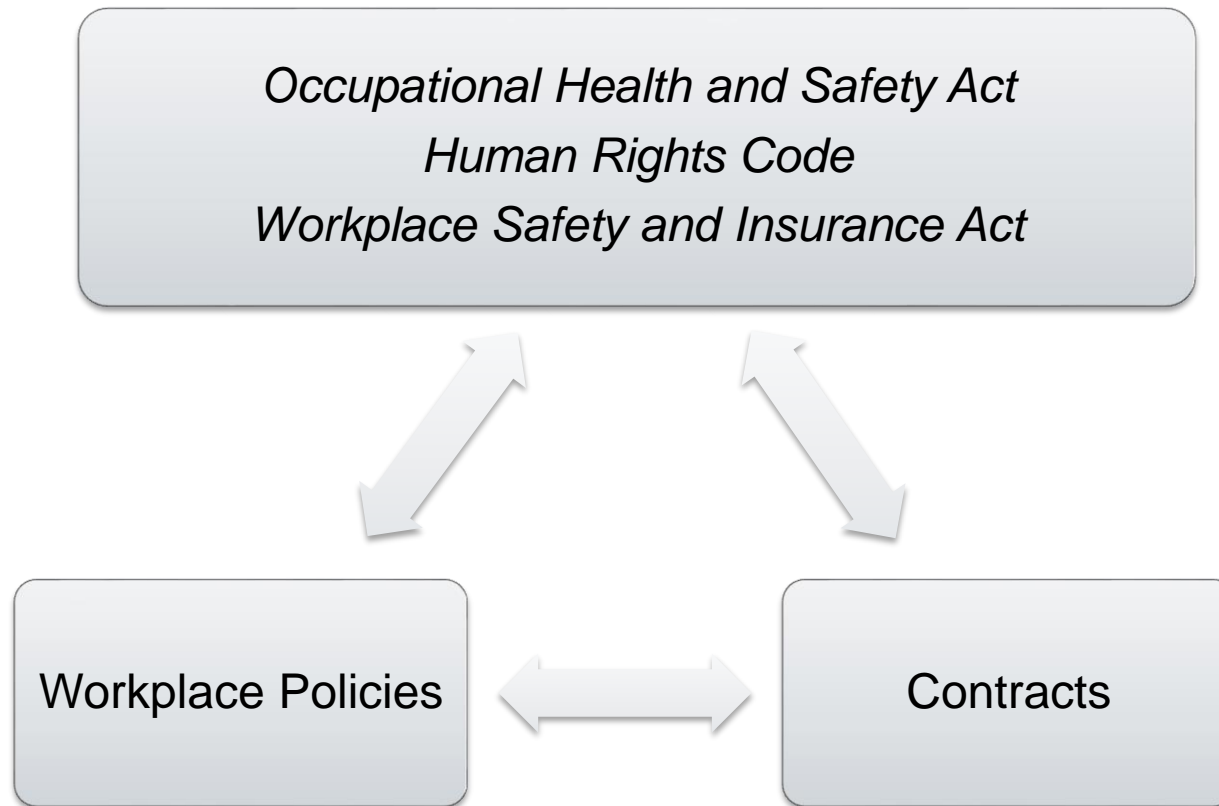 Occupational Health and Safety Act
Human Rights Code
Workplace Safety and Insurance Act
Workplace Policies
Contracts